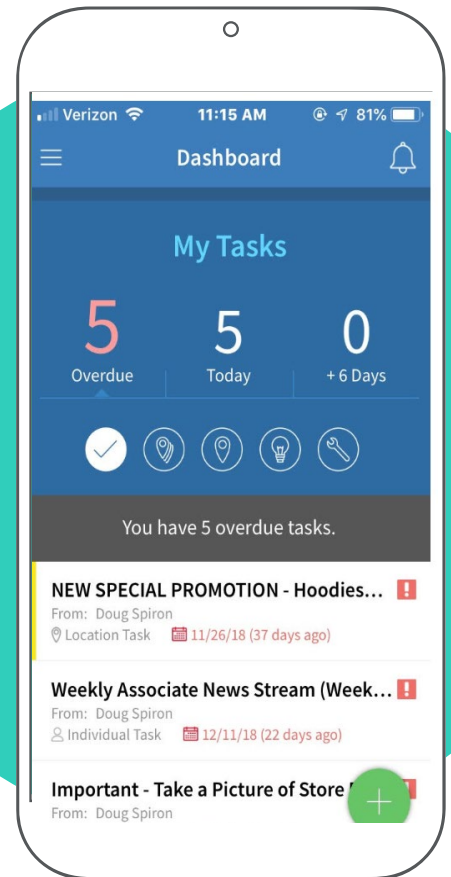 Verizon 11:15 AM 81%
Dashboard
My Tasks
5 5 0
Overdue Today + 6 Days
You have 5 overdue tasks.
NEW SPECIAL PROMOTION - Hoodies...
From: Doug Spiron
Location Task 11/26/18 (37 days ago)
Weekly Associate News Stream (Week...
From: Doug Spiron
Individual Task 12/11/18 (22 days ago)
Important - Take a Picture of Store
From: Doug Spiron